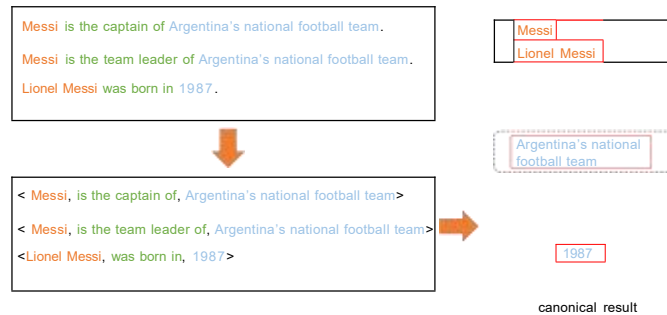 Messi is the captain of Argentina's national football team.
Messi is the team leader of Argentina's national football team.
Lionel Messi was born in 1987.
< Messi, is the captain of, Argentina's national football team>
< Messi, is the team leader of, Argentina's national football team>
<Lionel Messi, was born in, 1987>
Messi
Lionel Messi
Argentina's national
football team
1987
canonical result